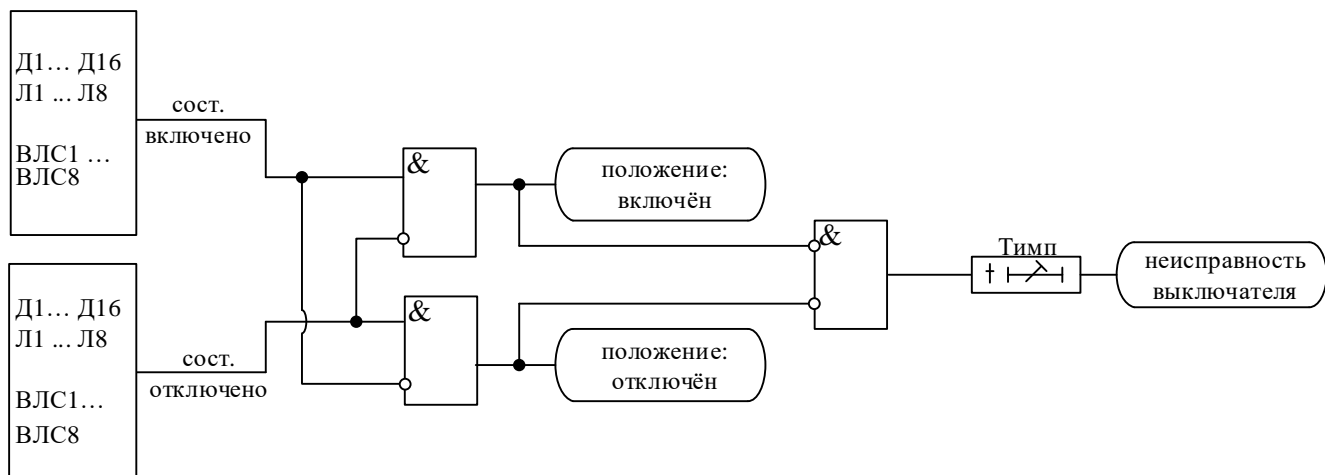 Д1… Д16
Л1 ... Л8
ВЛС1 …
ВЛС8
сост.
включено
&
положение:
включён
&
Тимп
t
неисправность
выключателя
Д1… Д16
Л1 ... Л8
ВЛС1…
ВЛС8
сост.
отключено
&
положение:
отключён